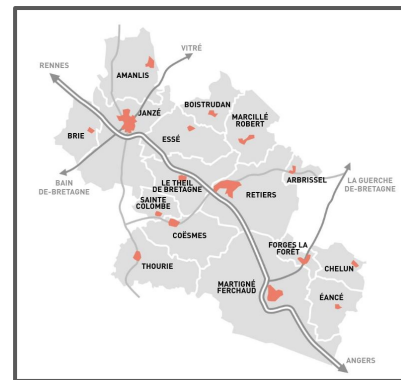 VITRÉ
RENNES
AMANLIS
BOISTRUDAN
JANZÉ
MARCILLÉ
ROBERT
BRIE
ESSÉ
ARBRISSEL
BAIN
DE-BRETAGNE
LE THEIL
DE BRETAGNE
LA GUERCHE
DE-BRETAGNE
RETIERS
SAINTE
COLOMBE
COËSMES
FORGES LA
FORÊT
THOURIE
CHELUN
MARTIGNÉ
FERCHAUD
ÉANCÉ
ANGERS